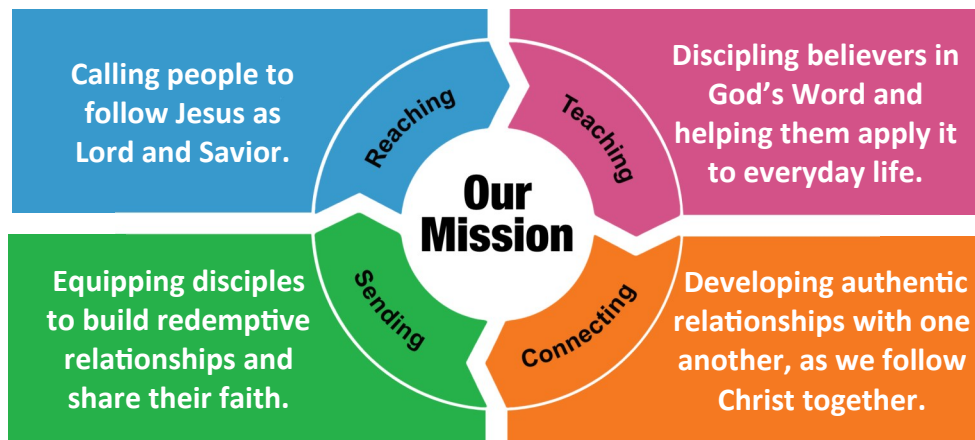 Calling people to
follow Jesus as
Lord and Savior.
Reaching
Teaching
Discipling believers in
God’s Word and
helping them apply it
to everyday life.
Our
Mission
Equipping disciples
to build redemptive
relationships and
share their faith.
Sending
Connecting
Developing authentic
relationships with one
another, as we follow
Christ together.